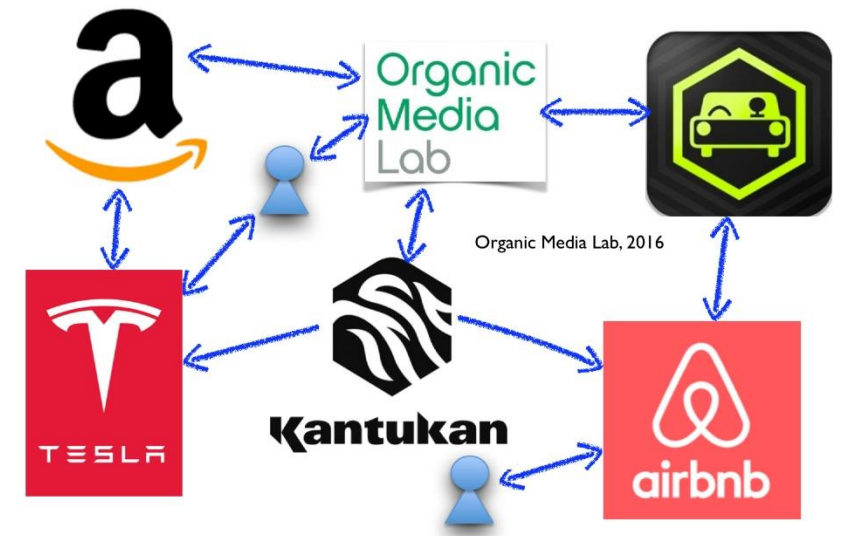 a
Organic
Media
Lab
Organic Media Lab, 2016
TESLA
Kantukan
airbnb